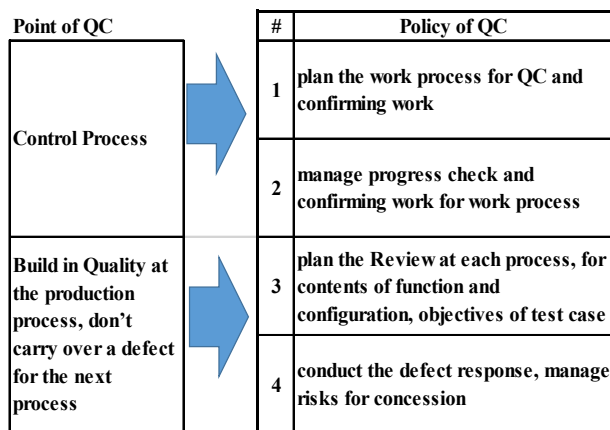 Point of QC
# Policy of QC
Control Process
1 plan the work process for QC and
confirming work
2 manage progress check and
confirming work for work process
Build in Quality at
the production
process, don’t
carry over a defect
for the next
process
3 plan the Review at each process, for
contents of function and
configuration, objectives of test case
4 conduct the defect response, manage
risks for concession